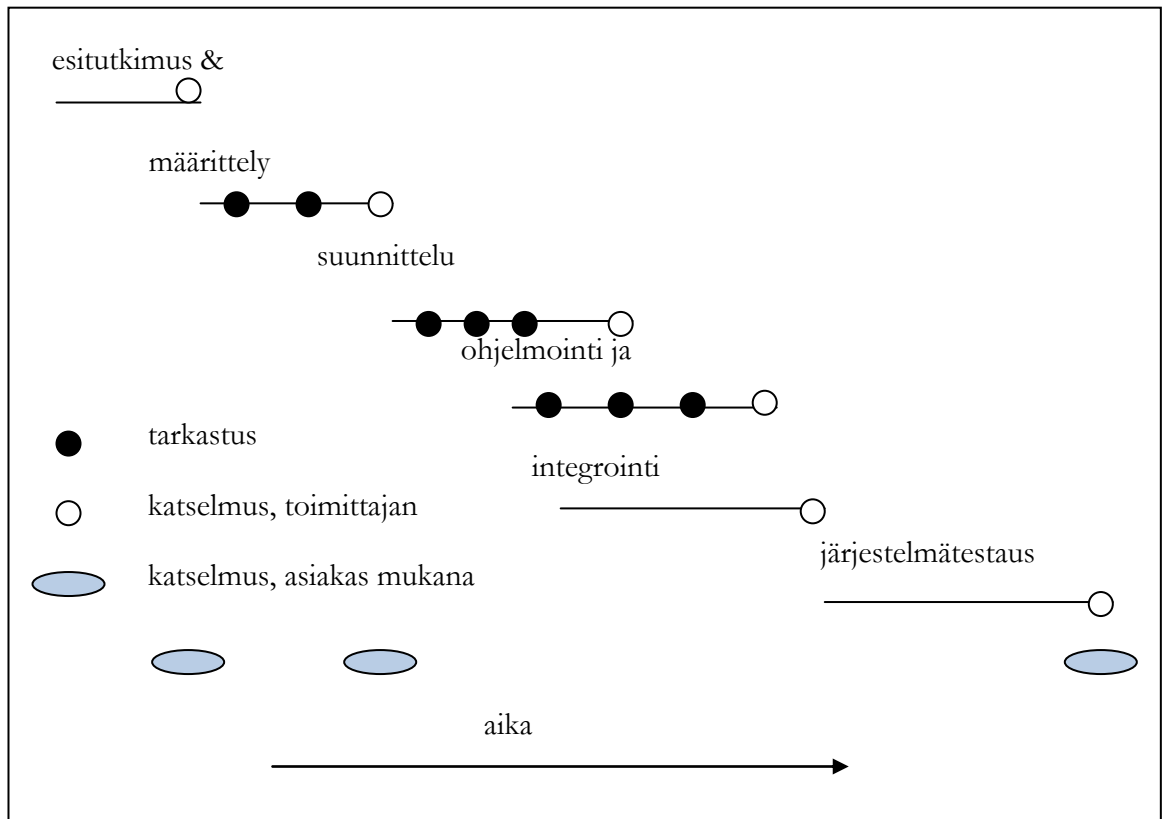 esitutkimus &
määrittely
suunnittelu
ohjelmointi ja
tarkastus
integrointi
katselmus, toimittajan
järjestelmätestaus
katselmus, asiakas mukana
aika